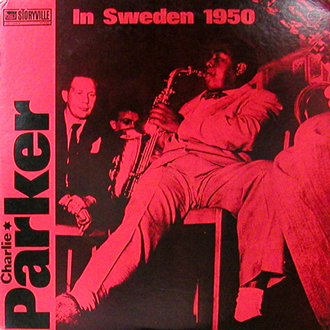 STORYVILLE
In Sweden 1950
Charlie★
Parker